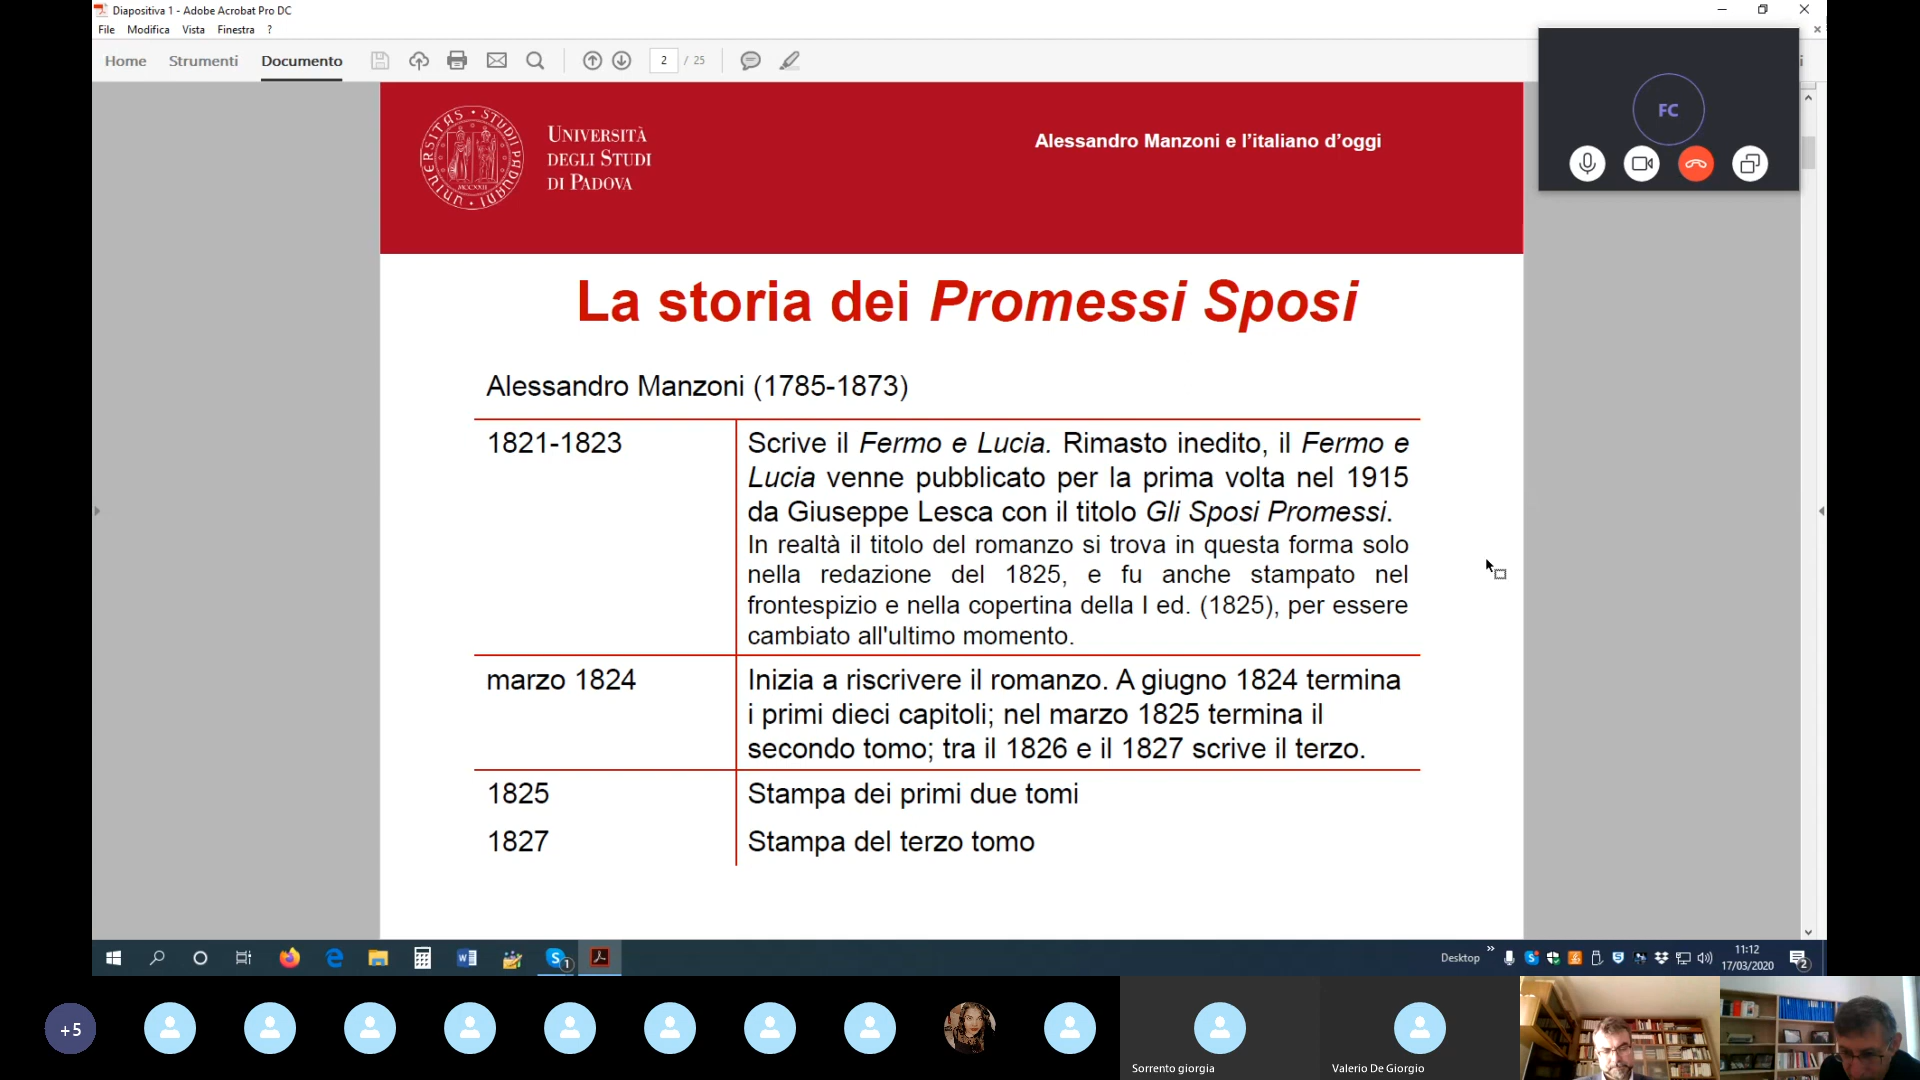 Diapositiva 1 - Adobe Acrobat Pro DC
File Modifica Vista Finestra ?
Home Strumenti Documento 2 / 25
UNIVERSITAS STUDII PADUANI
MCCXXII
UNIVERSITÀ
DEGLI STUDI
DI PADOVA
Alessandro Manzoni e l'italiano d'oggi
FC
La storia dei Promessi Sposi
Alessandro Manzoni (1785-1873)
1821-1823
Scrive il Fermo e Lucia. Rimasto inedito, il Fermo e
Lucia venne pubblicato per la prima volta nel 1915
da Giuseppe Lesca con il titolo Gli Sposi Promessi.
In realtà il titolo del romanzo si trova in questa forma solo
nella redazione del 1825, e fu anche stampato nel
frontespizio e nella copertina della I ed. (1825), per essere
cambiato all'ultimo momento.
marzo 1824
Inizia a riscrivere il romanzo. A giugno 1824 termina
i primi dieci capitoli; nel marzo 1825 termina il
secondo tomo; tra il 1826 e il 1827 scrive il terzo.
1825
Stampa dei primi due tomi
1827
Stampa del terzo tomo
Desktop
11:12
17/03/2020
2
1
+5
Sorrento giorgia
Valerio De Giorgio